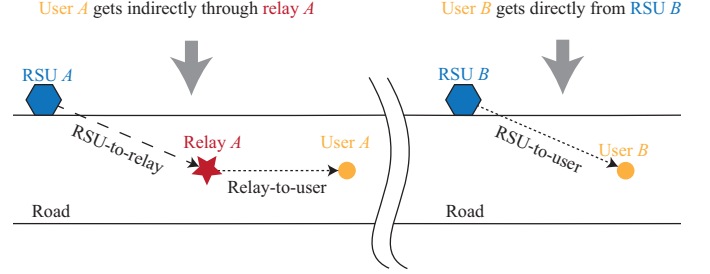 User A gets indirectly through relay A
User B gets directly from RSU B
RSU A
RSU B
RSU-to-relay
Relay A
User A
Relay-to-user
RSU-to-user
User B
Road
Road